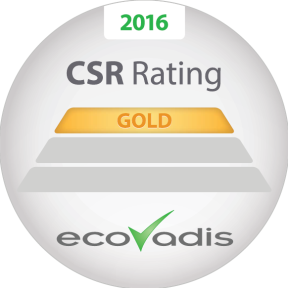 2016
CSR Rating
GOLD
ecovadis